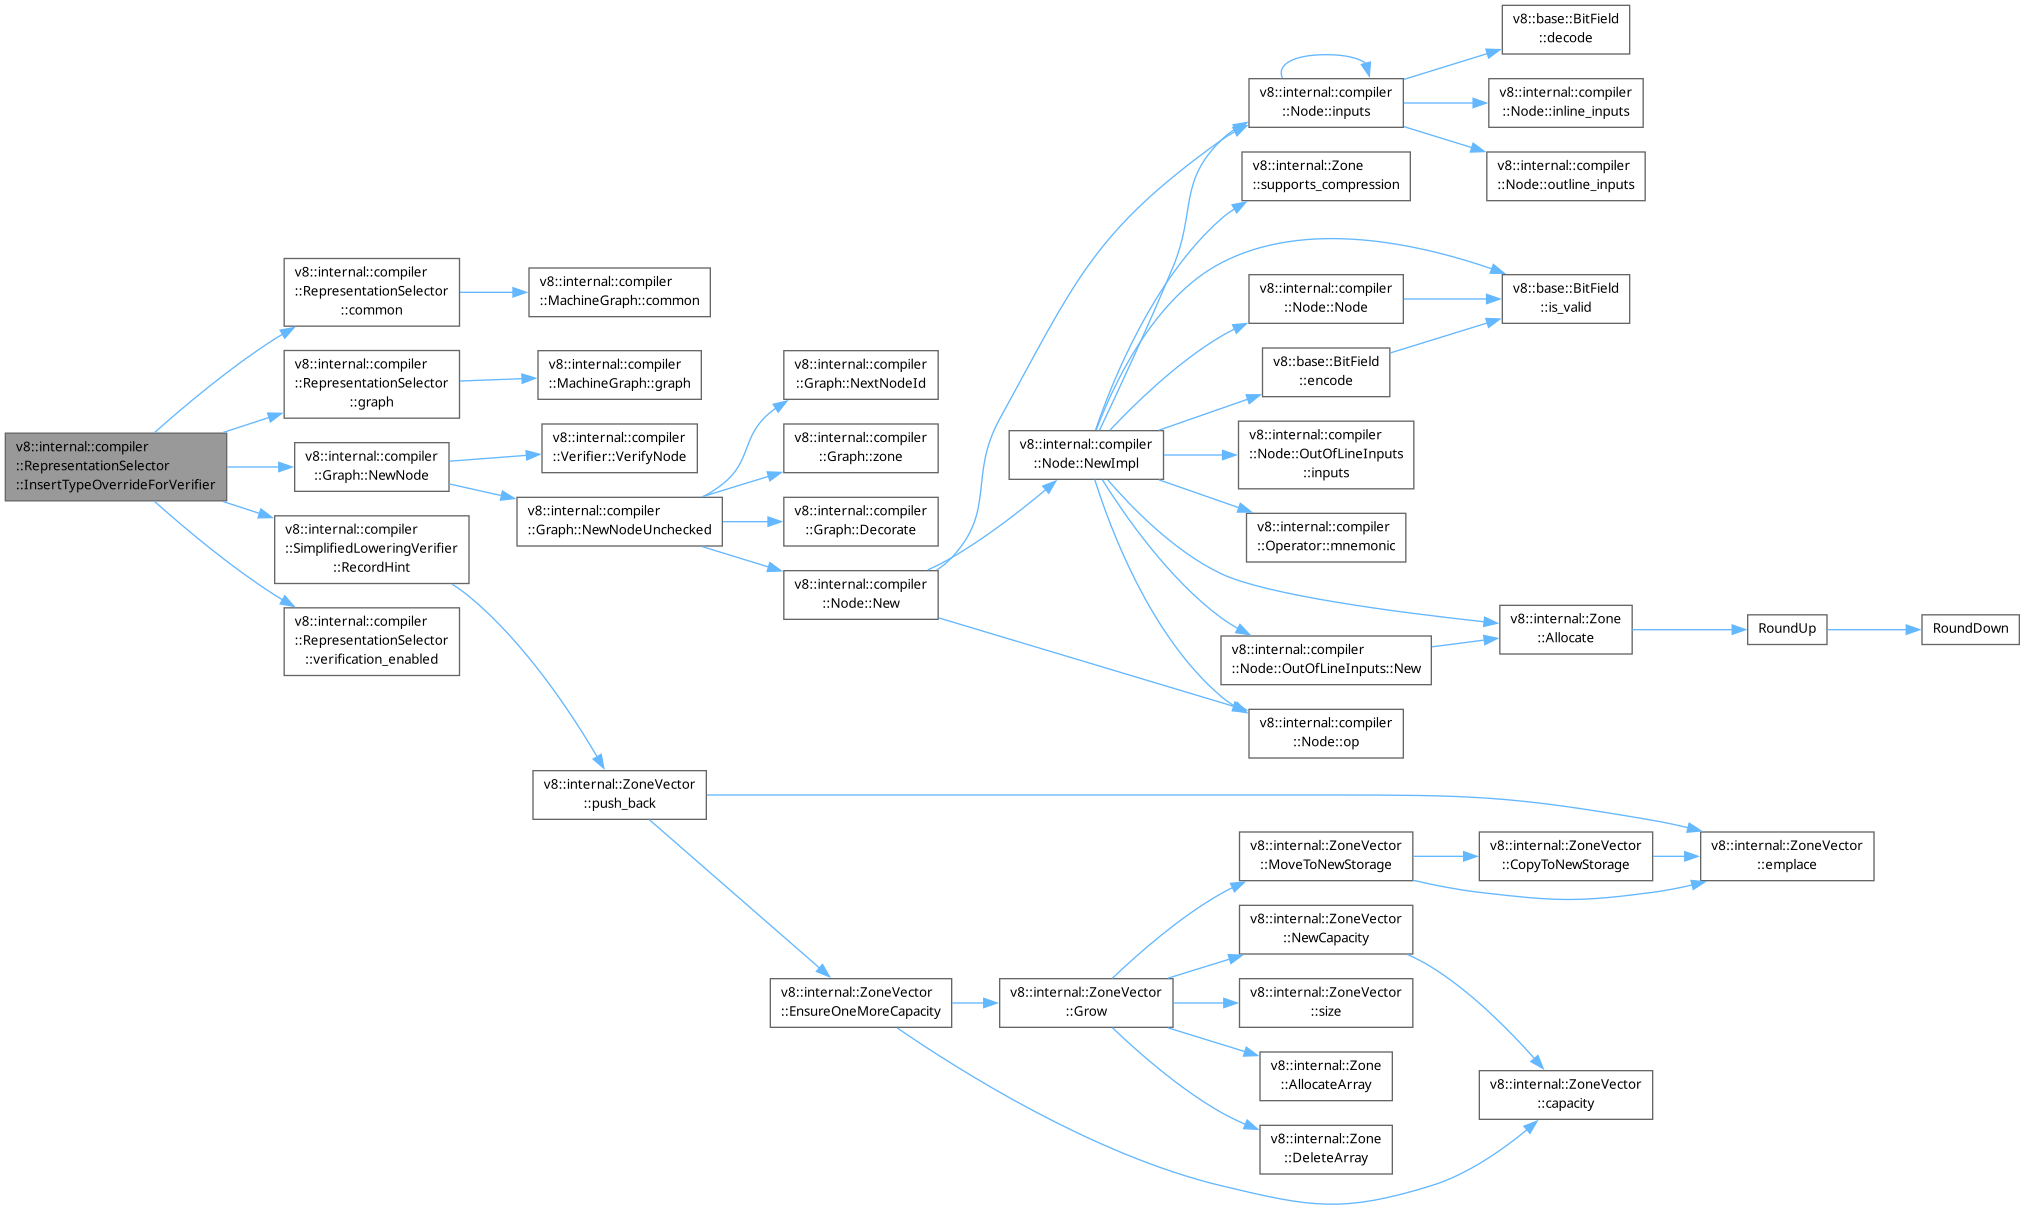 v8::internal::compiler
::RepresentationSelector
::InsertTypeOverrideForVerifier
v8::internal::compiler
::RepresentationSelector
::common
v8::internal::compiler
::MachineGraph::common
v8::internal::compiler
::RepresentationSelector
::graph
v8::internal::compiler
::MachineGraph::graph
v8::internal::compiler
::Graph::NewNode
v8::internal::compiler
::Verifier::VerifyNode
v8::internal::compiler
::Graph::NewNodeUnchecked
v8::internal::compiler
::Graph::NextNodeId
v8::internal::compiler
::Graph::zone
v8::internal::compiler
::Graph::Decorate
v8::internal::compiler
::Node::New
v8::internal::compiler
::Node::NewImpl
v8::internal::compiler
::Node::inputs
v8::base::BitField
::decode
v8::internal::compiler
::Node::inline_inputs
v8::internal::compiler
::Node::outline_inputs
v8::internal::Zone
::supports_compression
v8::internal::compiler
::Node::Node
v8::base::BitField
::is_valid
v8::base::BitField
::encode
v8::internal::compiler
::Node::OutOfLineInputs
::inputs
v8::internal::compiler
::Operator::mnemonic
v8::internal::compiler
::Node::OutOfLineInputs::New
v8::internal::Zone
::Allocate
RoundUp
RoundDown
v8::internal::compiler
::Node::op
v8::internal::compiler
::SimplifiedLoweringVerifier
::RecordHint
v8::internal::compiler
::RepresentationSelector
::verification_enabled
v8::internal::ZoneVector
::push_back
v8::internal::ZoneVector
::EnsureOneMoreCapacity
v8::internal::ZoneVector
::Grow
v8::internal::ZoneVector
::MoveToNewStorage
v8::internal::ZoneVector
::CopyToNewStorage
v8::internal::ZoneVector
::emplace
v8::internal::ZoneVector
::NewCapacity
v8::internal::ZoneVector
::size
v8::internal::Zone
::AllocateArray
v8::internal::Zone
::DeleteArray
v8::internal::ZoneVector
::capacity